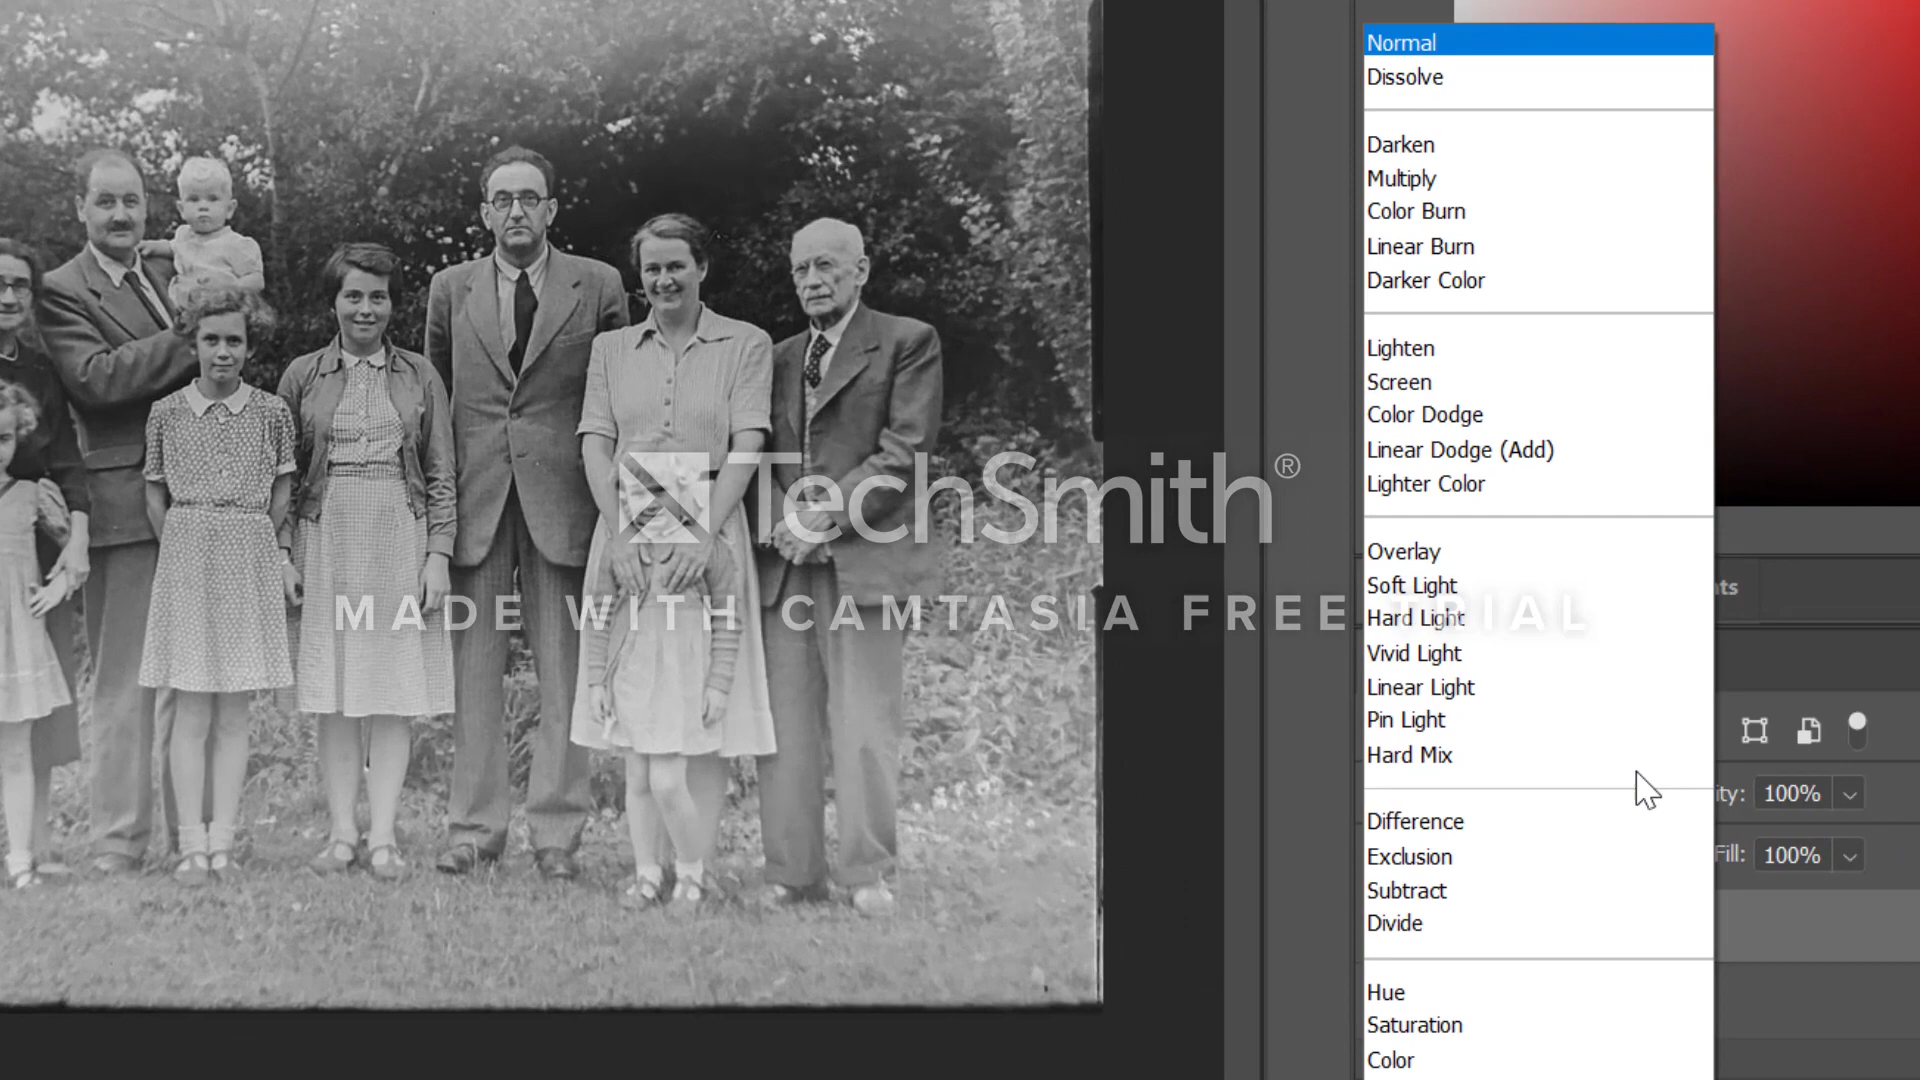 Normal
Dissolve
Darken
Multiply
Color Burn
Linear Burn
Darker Color
Lighten
Screen
Color Dodge
Linear Dodge (Add)
Lighter Color
TechSmith®
Overlay
Soft Light
nts
MADE WITH CAMTASIA FREE TRIAL
Hard Light
Vivid Light
Linear Light
Pin Light
Hard Mix
ity: 100%
Difference
Exclusion
Fill: 100%
Subtract
Divide
Hue
Saturation
Color